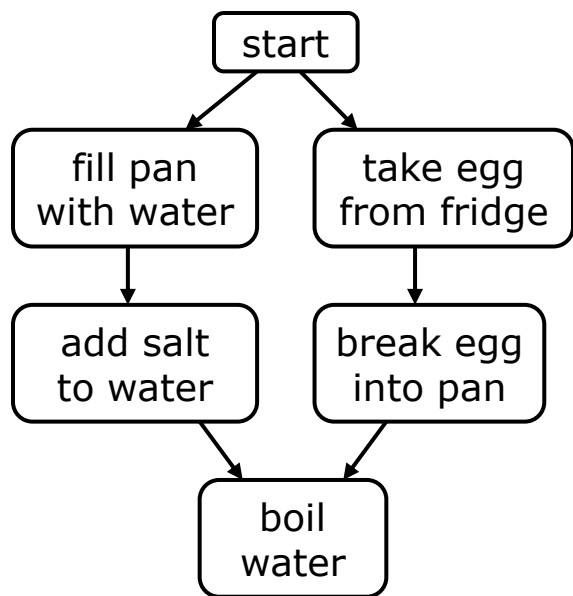 start
fill pan
with water
take egg
from fridge
add salt
to water
break egg
into pan
boil
water